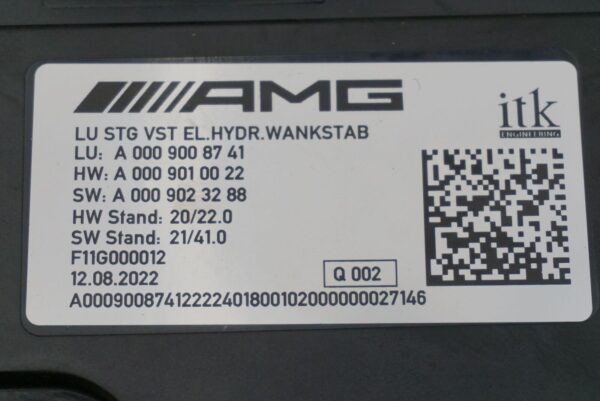 AMG
itk
ENGINEERING
LU STG VST EL.HYDR.WANKSTAB
LU: A 000 900 87 41
HW: A 000 901 00 22
SW: A 000 902 32 88
HW Stand: 20/22.0
SW Stand: 21/41.0
F11G000012
12.08.2022
Q 002
A0009008741222240180010200000002​7146